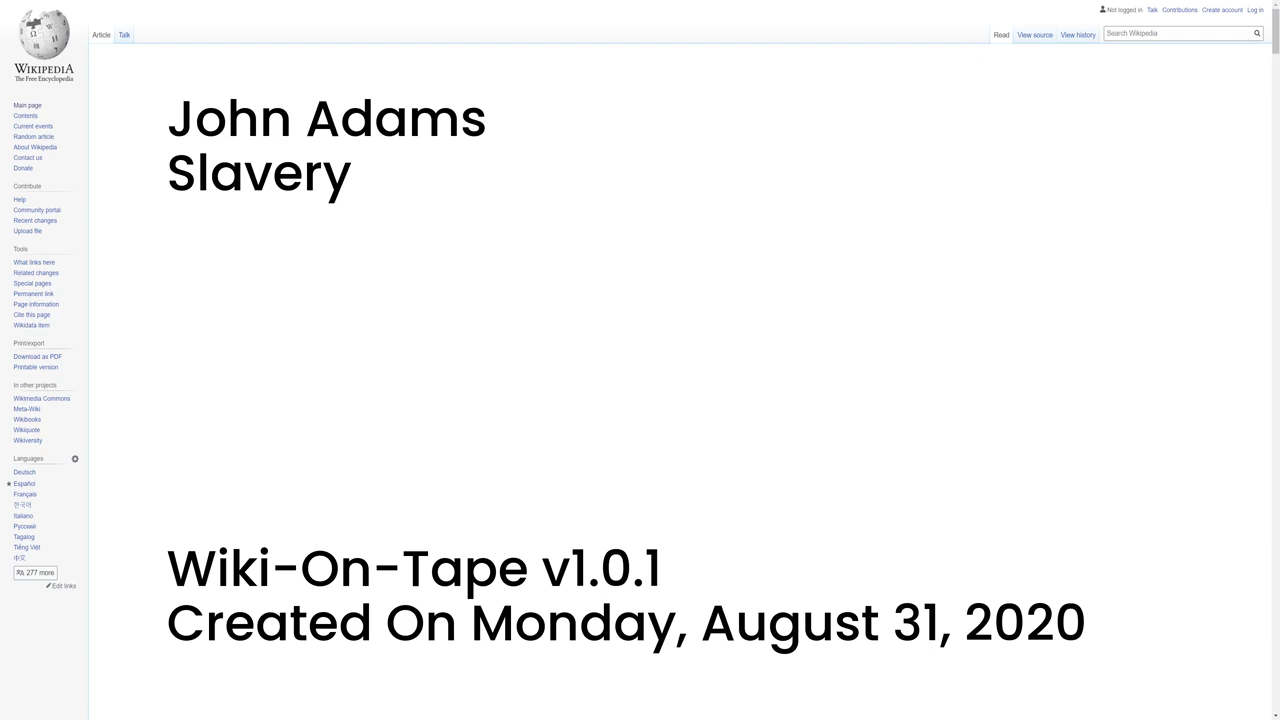 Not logged in Talk Contributions Create account Log in
Article Talk
Read View source View history Search Wikipedia
WIKIPEDIA
The Free Encyclopedia
Main page
Contents
Current events
Random article
About Wikipedia
Contact us
Donate
Contribute
Help
Community portal
Recent changes
Upload file
Tools
What links here
Related changes
Special pages
Permanent link
Page information
Cite this page
Wikidata item
Print/export
Download as PDF
Printable version
In other projects
Wikimedia Commons
Meta-Wiki
Wikibooks
Wikiquote
Wikiversity
Languages
Deutsch
Español
Français
한국어
Italiano
Русский
Tagalog
Tiếng Việt
中文
277 more
Edit links
John Adams
Slavery
Wiki-On-Tape v1.0.1
Created On Monday, August 31, 2020